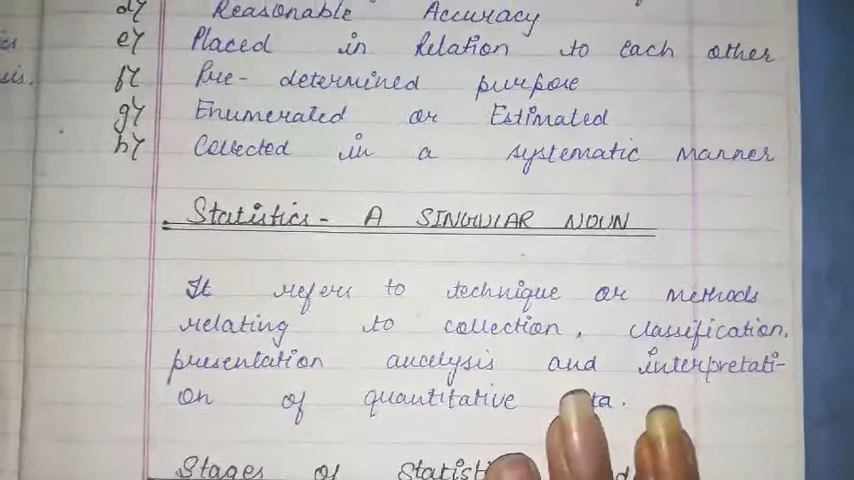 d) Reasonable Accuracy
e) Placed in Relation to each other
f) Pre-determined purpose
g) Enumerated or Estimated
h) Collected in a systematic manner
Statistics- A SINGULAR NOUN
It refers to technique or methods
relating to collection, classification,
presentation analysis and interpretati-
on of quantitative ta.
Stages of